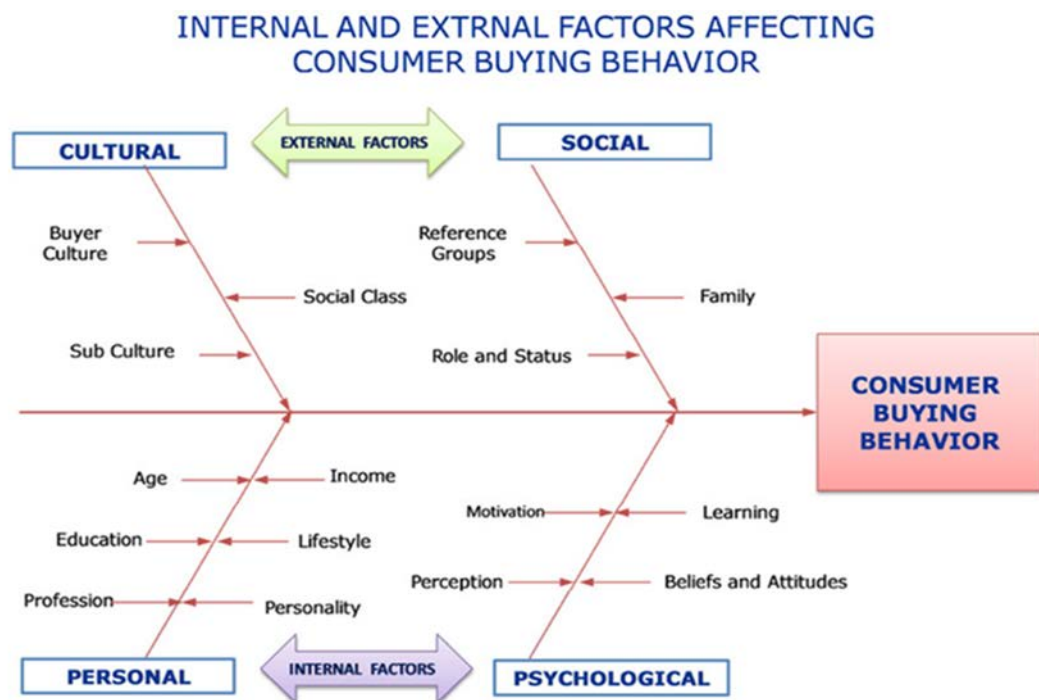 INTERNAL AND EXTRNAL FACTORS AFFECTING
CONSUMER BUYING BEHAVIOR
CULTURAL
EXTERNAL FACTORS
SOCIAL
Buyer
Culture
Reference
Groups
Social Class
Family
Sub Culture
Role and Status
CONSUMER
BUYING
BEHAVIOR
Age
Income
Motivation
Learning
Education
Lifestyle
Perception
Beliefs and Attitudes
Profession
Personality
PERSONAL
INTERNAL FACTORS
PSYCHOLOGICAL